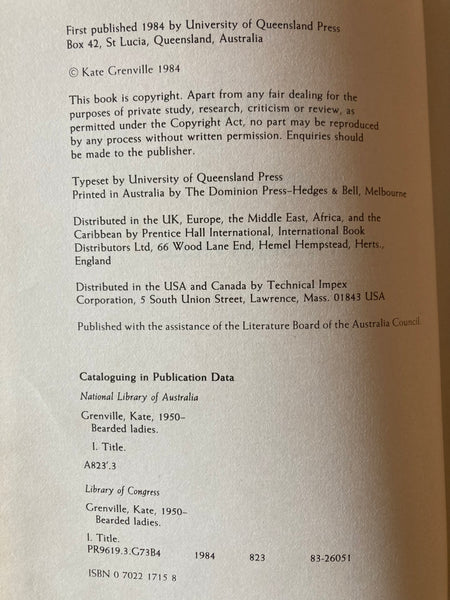 First published 1984 by University of Queensland Press
Box 42, St Lucia, Queensland, Australia
© Kate Grenville 1984
This book is copyright. Apart from any fair dealing for the
purposes of private study, research, criticism or review, as
permitted under the Copyright Act, no part may be reproduced
by any process without written permission. Enquiries should
be made to the publisher.
Typeset by University of Queensland Press
Printed in Australia by The Dominion Press–Hedges & Bell, Melbourne
Distributed in the UK, Europe, the Middle East, Africa, and the
Caribbean by Prentice Hall International, International Book
Distributors Ltd, 66 Wood Lane End, Hemel Hempstead, Herts.,
England
Distributed in the USA and Canada by Technical Impex
Corporation, 5 South Union Street, Lawrence, Mass. 01843 USA
Published with the assistance of the Literature Board of the Australia Council.
Cataloguing in Publication Data
National Library of Australia
Grenville, Kate, 1950–
Bearded ladies.
I. Title.
A823'.3
Library of Congress
Grenville, Kate, 1950–
Bearded ladies.
I. Title.
PR9619.3.G73B4 1984 823 83-26051
ISBN 0 7022 1715 8